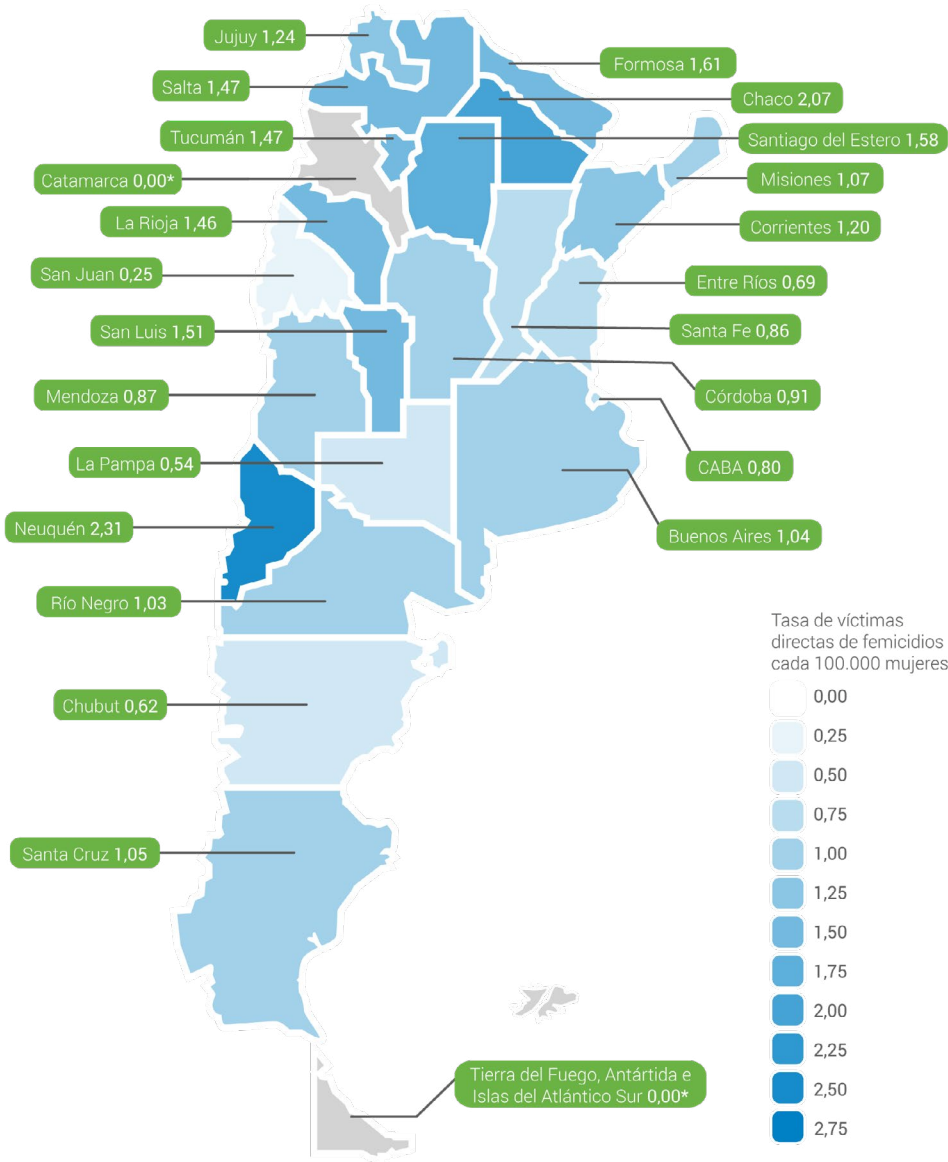 Jujuy 1,24
Formosa 1,61
Salta 1,47
Chaco 2,07
Tucumán 1,47
Santiago del Estero 1,58
Catamarca 0,00*
Misiones 1,07
La Rioja 1,46
Corrientes 1,20
San Juan 0,25
Entre Ríos 0,69
San Luis 1,51
Santa Fe 0,86
Mendoza 0,87
Córdoba 0,91
La Pampa 0,54
CABA 0,80
Neuquén 2,31
Buenos Aires 1,04
Río Negro 1,03
Chubut 0,62
Santa Cruz 1,05
Tierra del Fuego, Antártida e
Islas del Atlántico Sur 0,00*
Tasa de víctimas
directas de femicidios
cada 100.000 mujeres
0,00
0,25
0,50
0,75
1,00
1,25
1,50
1,75
2,00
2,25
2,50
2,75